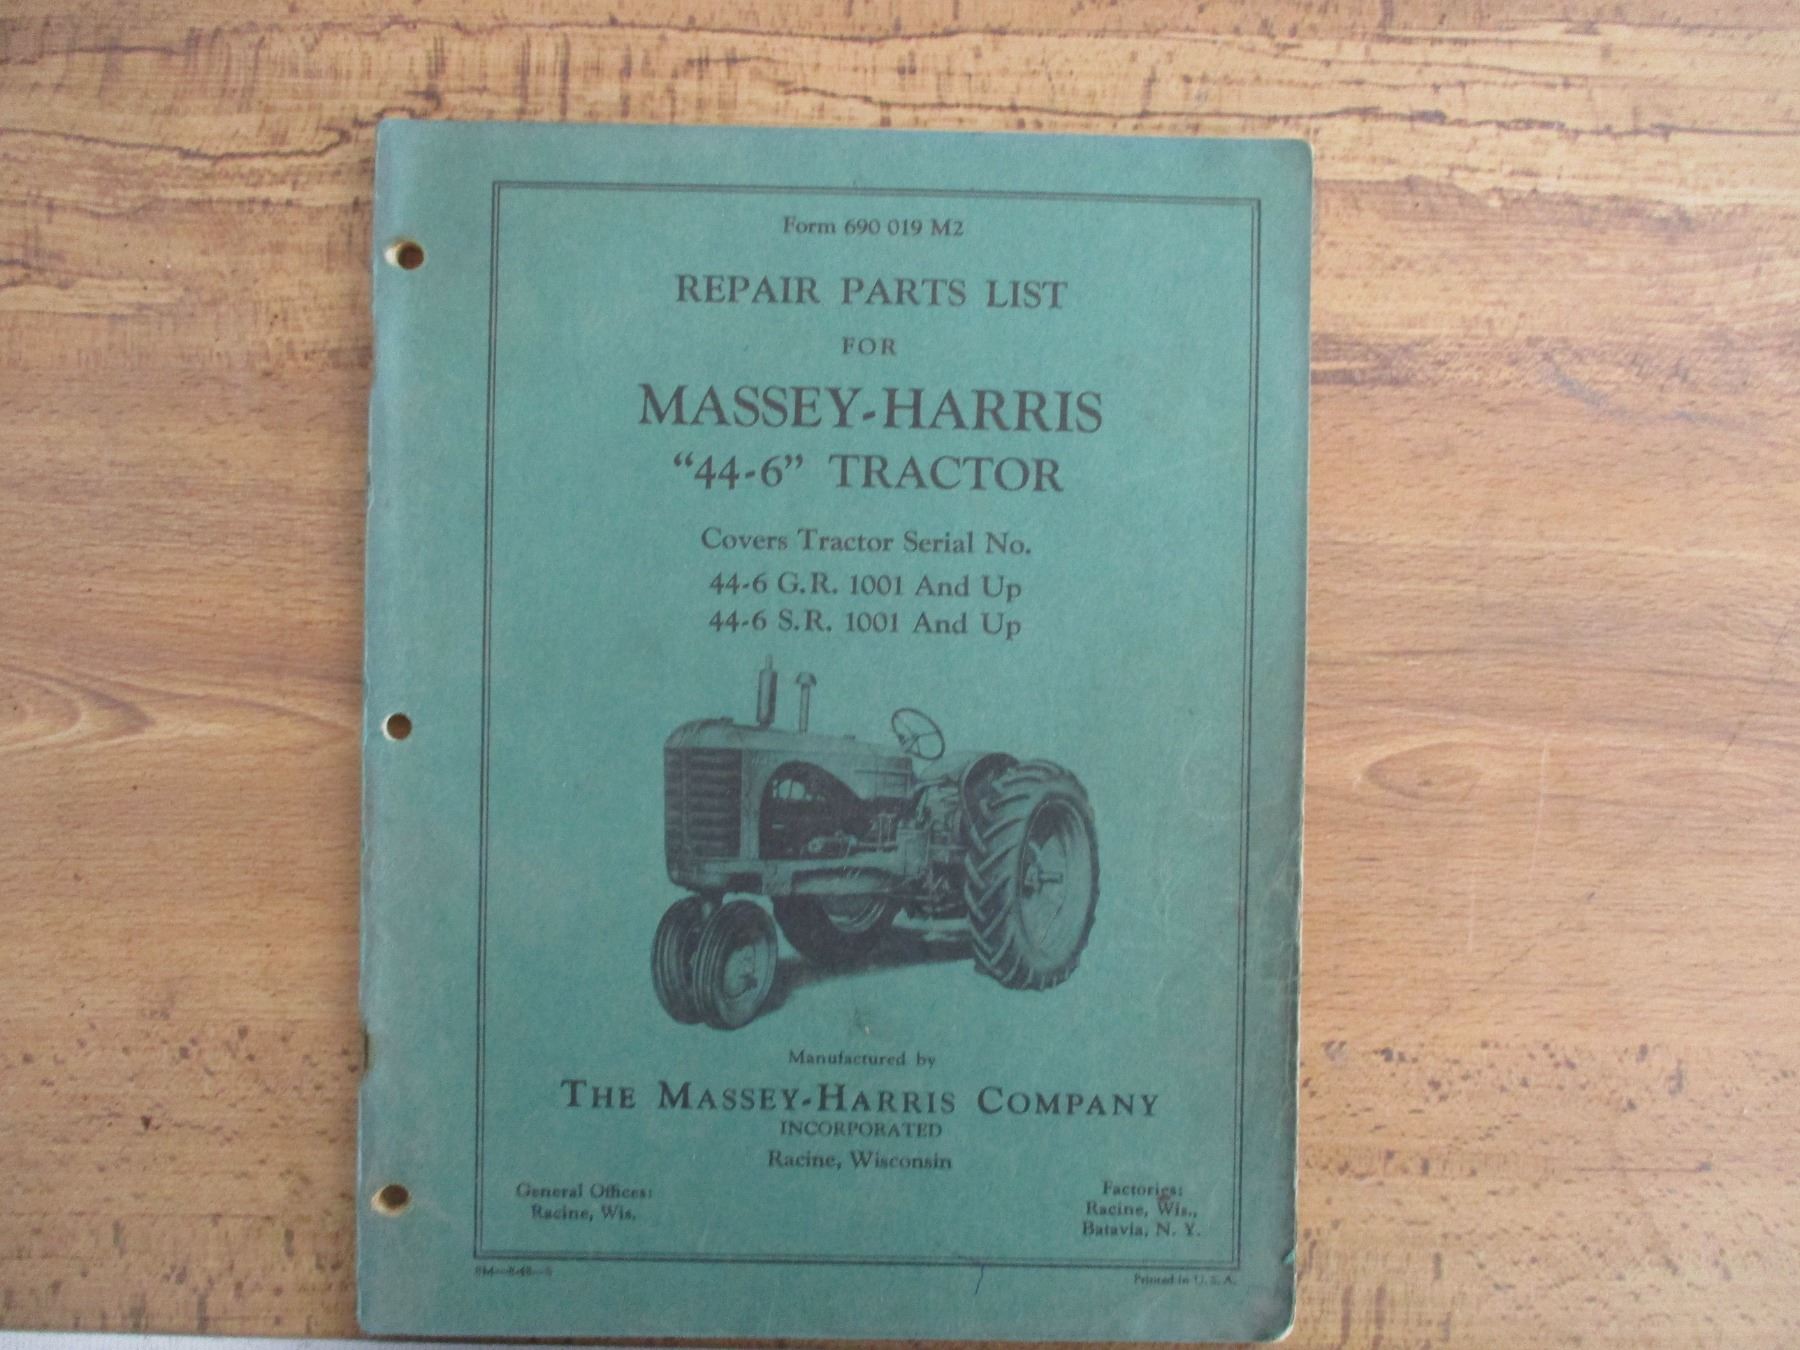 Form 690 019 M2
REPAIR PARTS LIST
FOR
MASSEY-HARRIS
“44-6” TRACTOR
Covers Tractor Serial No.
44-6 G.R. 1001 And Up
44-6 S.R. 1001 And Up
Manufactured by
THE MASSEY-HARRIS COMPANY
INCORPORATED
Racine, Wisconsin
General Offices:
Racine, Wis.
Factories:
Racine, Wis.,
Batavia, N. Y.
Printed in U. S. A.